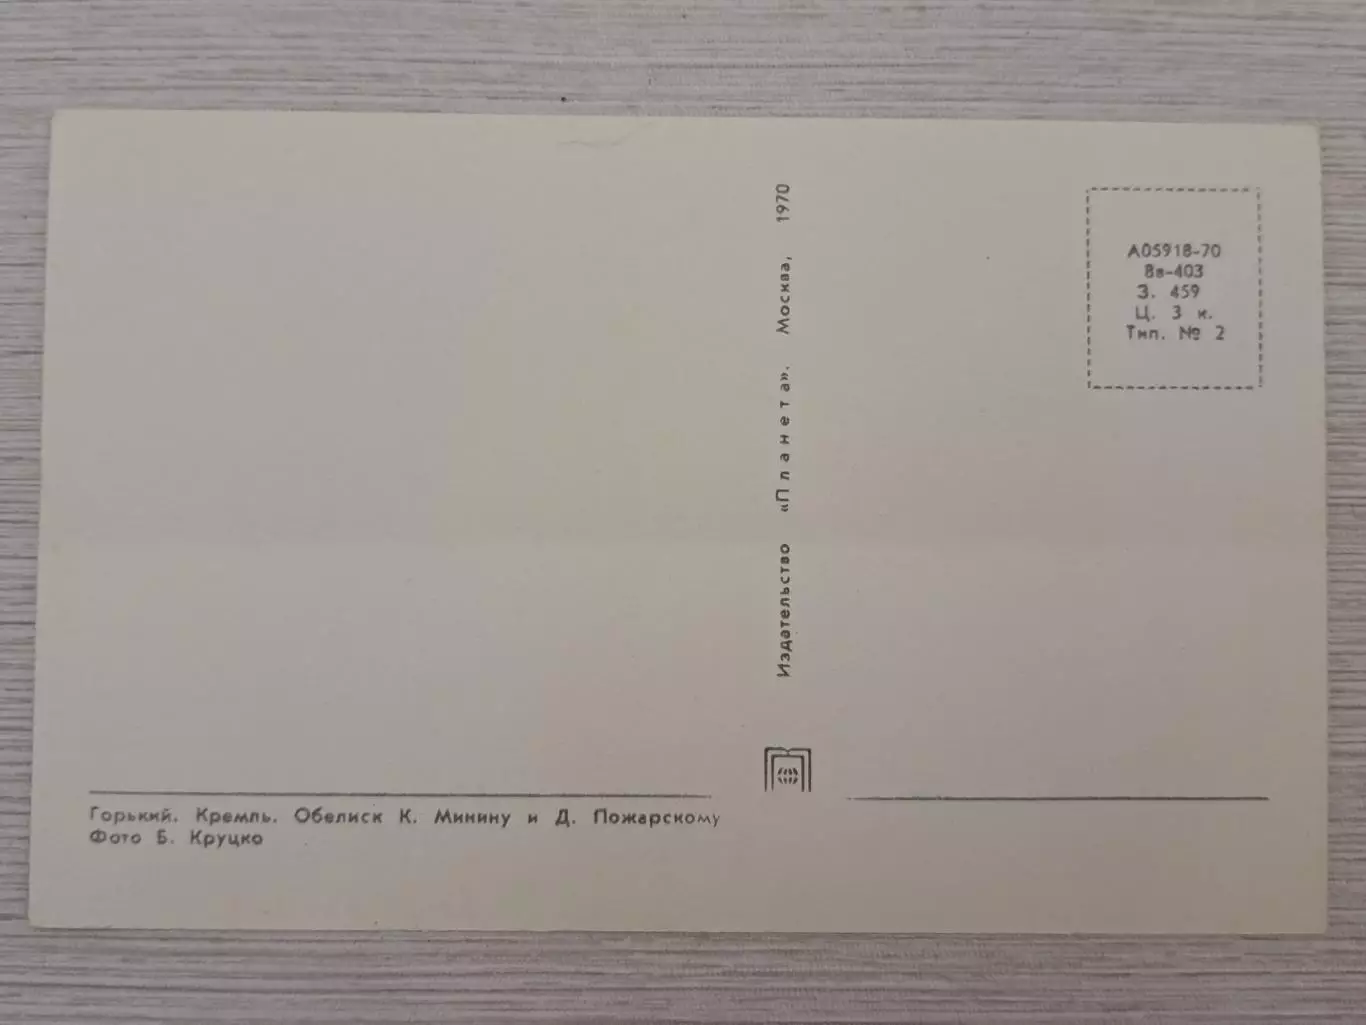 Горький. Кремль. Обелиск К. Минину и Д. Пожарскому
Фото Б. Круцко
Издательство «Планета». Москва, 1970
А05918-70
8в-403
З. 459
Ц. 3 к.
Тип. № 2